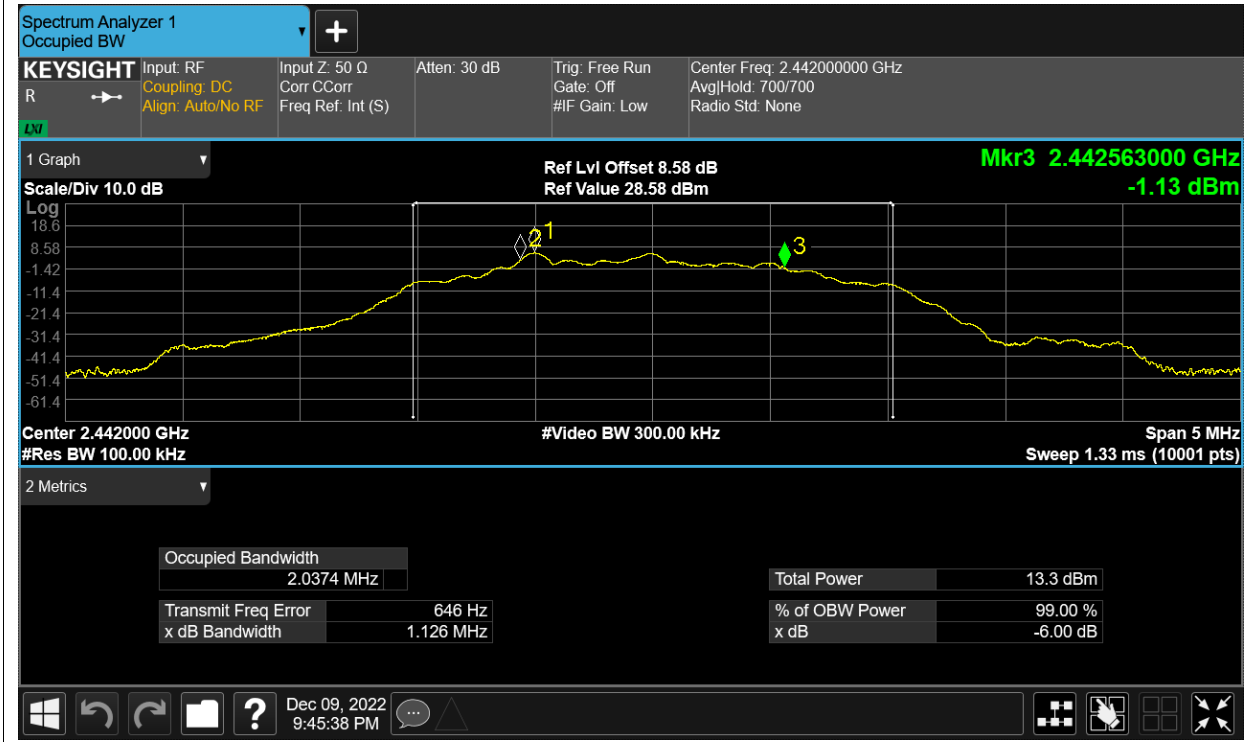 Spectrum Analyzer 1
Occupied BW
KEYSIGHT
R
LXI
Input: RF
Coupling: DC
Align: Auto/No RF
Input Z: 50 Ω
Corr CCorr
Freq Ref: Int (S)
Atten: 30 dB
Trig: Free Run
Gate: Off
#IF Gain: Low
Center Freq: 2.442000000 GHz
Avg|Hold: 700/700
Radio Std: None
1 Graph
Scale/Div 10.0 dB
Ref Lvl Offset 8.58 dB
Ref Value 28.58 dBm
Mkr3 2.442563000 GHz
-1.13 dBm
Log
18.6
8.58
-1.42
-11.4
-21.4
-31.4
-41.4
-51.4
-61.4
2
1
3
Center 2.442000 GHz
#Video BW 300.00 kHz
Span 5 MHz
#Res BW 100.00 kHz
Sweep 1.33 ms (10001 pts)
2 Metrics
Occupied Bandwidth
2.0374 MHz
Total Power 13.3 dBm
Transmit Freq Error 646 Hz
% of OBW Power 99.00 %
x dB Bandwidth 1.126 MHz
x dB -6.00 dB
?
Dec 09, 2022
9:45:38 PM